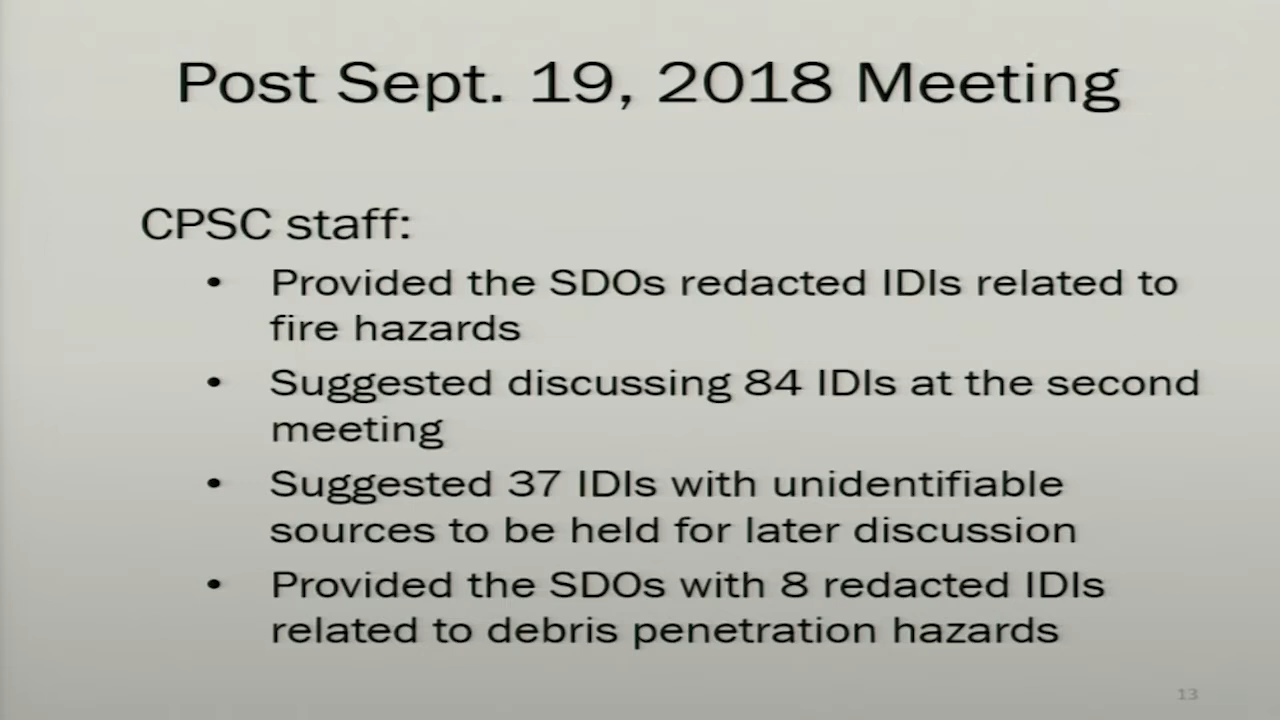 Post Sept. 19, 2018 Meeting
CPSC staff:
• Provided the SDOs redacted IDIs related to
fire hazards
• Suggested discussing 84 IDIs at the second
meeting
• Suggested 37 IDIs with unidentifiable
sources to be held for later discussion
• Provided the SDOs with 8 redacted IDIs
related to debris penetration hazards
13